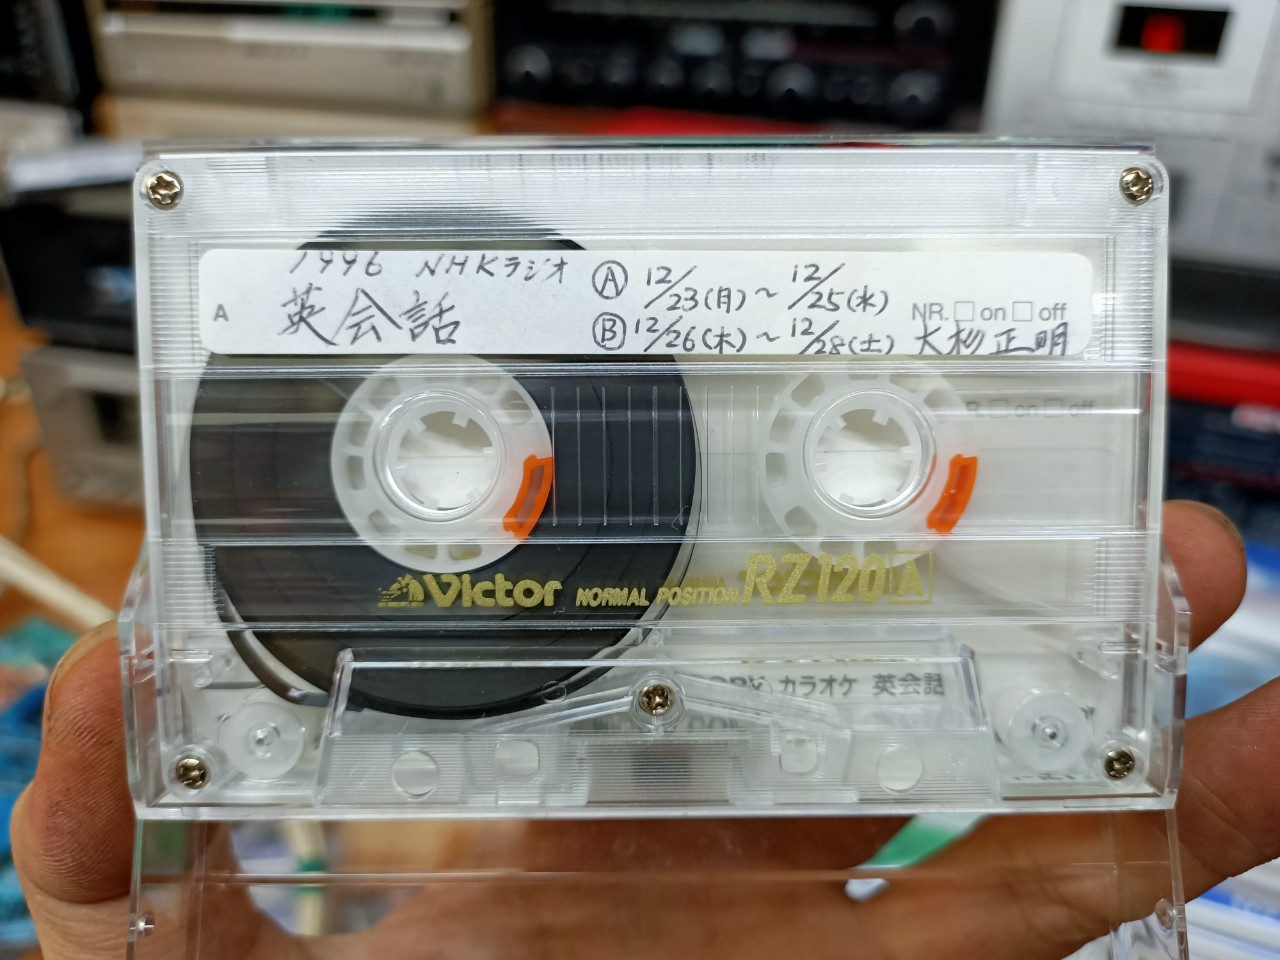 1996 NHKラジオ
英会話
A
Ⓐ 12/23(月)~12/25(水)
Ⓑ 12/26(木)~12/28(土)
NR. □ on □ off
大杉正明
R. □ on □ off
Victor NORMAL POSITION RZ120 A
カラオケ 英会話